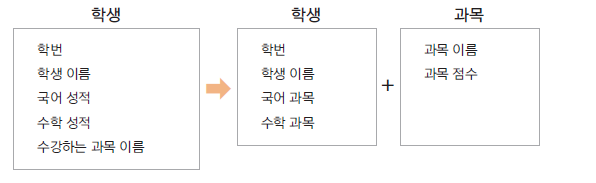 학생
학번
학생 이름
국어 성적
수학 성적
수강하는 과목 이름
학생
학번
학생 이름
국어 과목
수학 과목
+
과목
과목 이름
과목 점수